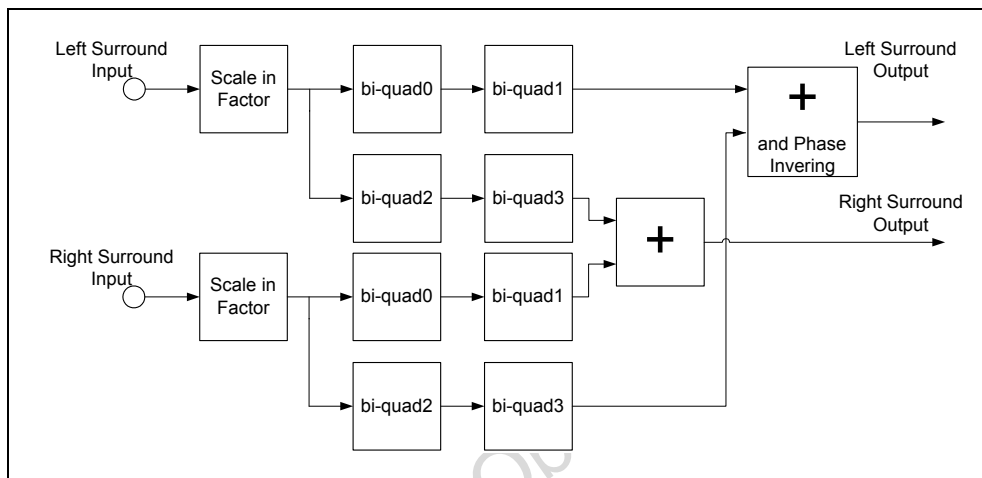 Left Surround
Input
Scale in
Factor
bi-quad0
bi-quad1
+
and Phase
Invering
Left Surround
Output
bi-quad2
bi-quad3
+
Right Surround
Output
Right Surround
Input
Scale in
Factor
bi-quad0
bi-quad1
bi-quad2
bi-quad3